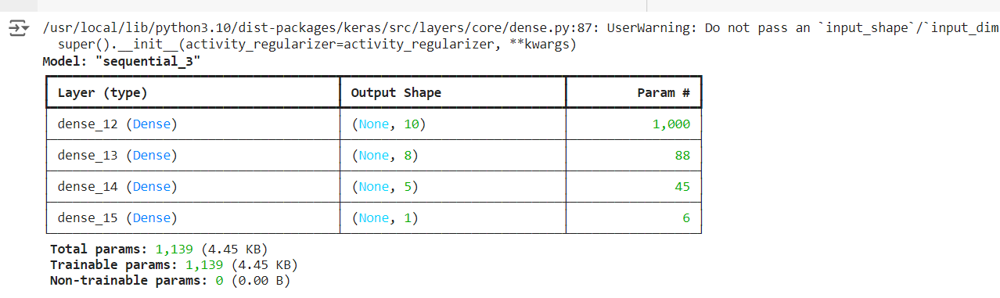 /usr/local/lib/python3.10/dist-packages/keras/src/layers/core/dense.py:87: UserWarning: Do not pass an `input_shape`/`input_dim
super().__init__(activity_regularizer=activity_regularizer, **kwargs)
Model: "sequential_3"
Layer (type) Output Shape Param #
dense_12 (Dense) (None, 10) 1,000
dense_13 (Dense) (None, 8) 88
dense_14 (Dense) (None, 5) 45
dense_15 (Dense) (None, 1) 6
Total params: 1,139 (4.45 KB)
Trainable params: 1,139 (4.45 KB)
Non-trainable params: 0 (0.00 B)